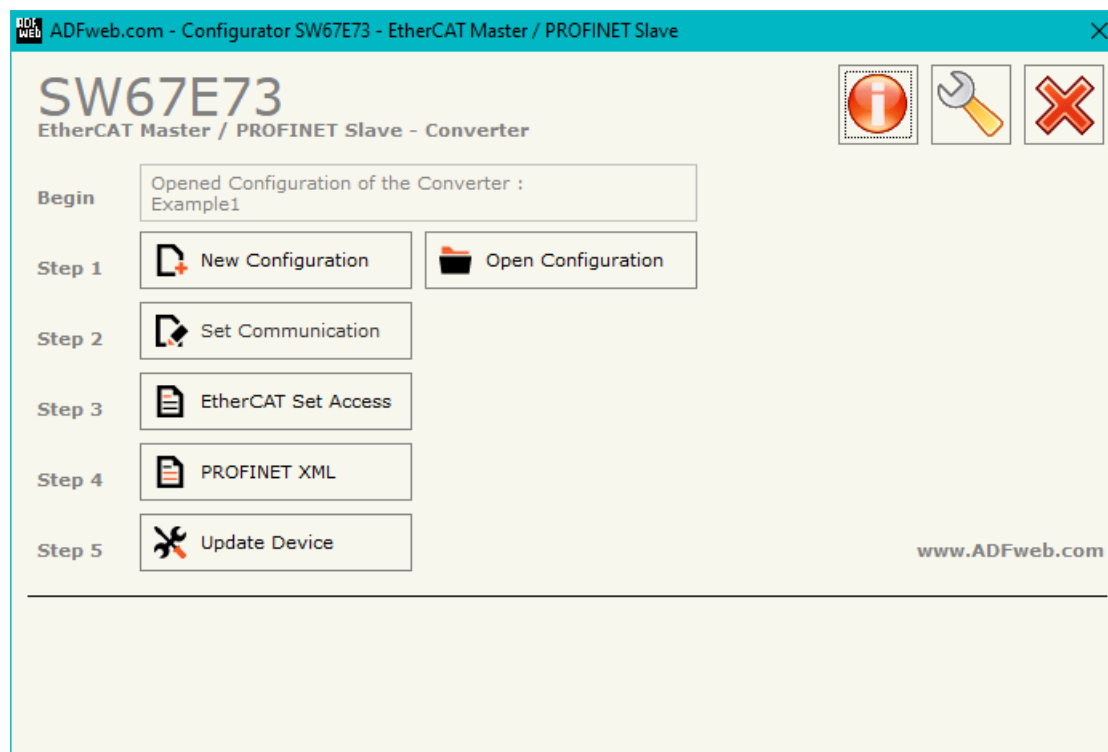 ADF
WEB
ADFweb.com - Configurator SW67E73 - EtherCAT Master / PROFINET Slave
SW67E73
EtherCAT Master / PROFINET Slave - Converter
Begin
Opened Configuration of the Converter :
Example1
Step 1
New Configuration
Open Configuration
Step 2
Set Communication
Step 3
EtherCAT Set Access
Step 4
PROFINET XML
Step 5
Update Device
www.ADFweb.com